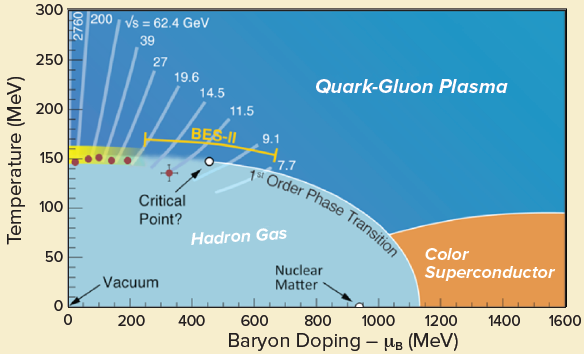 300
250
200
150
100
50
0
Temperature (MeV)
2760
200
√s = 62.4 GeV
39
27
19.6
14.5
11.5
9.1
7.7
BES-II
Quark-Gluon Plasma
1st Order Phase Transition
Critical
Point?
Hadron Gas
Color
Superconductor
Nuclear
Matter
Vacuum
0
200
400
600
800
1000
1200
1400
1600
Baryon Doping – μB (MeV)